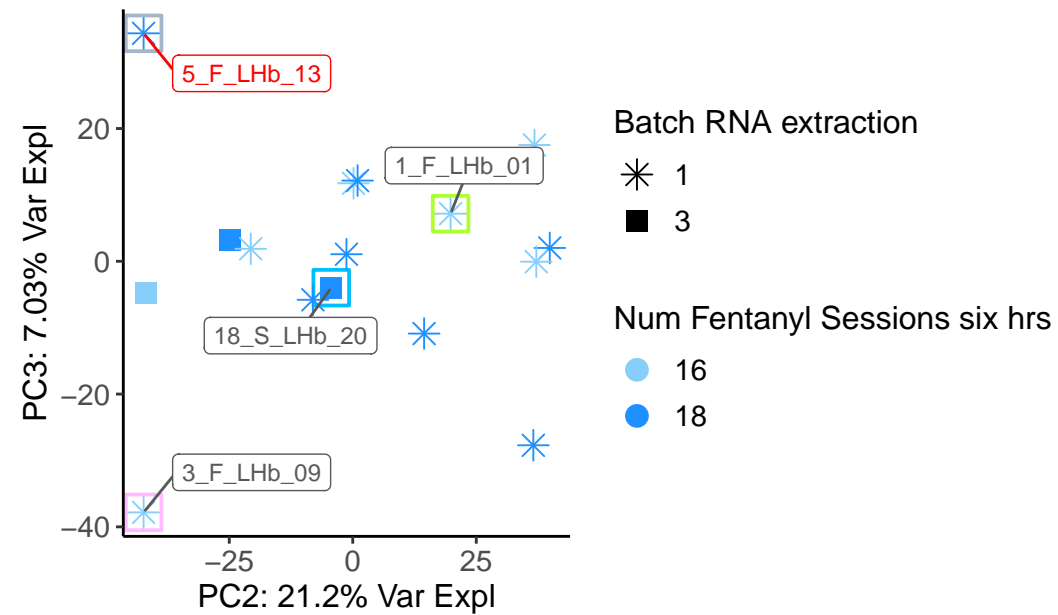 5_F_LHb_13
20
1_F_LHb_01
0
18_S_LHb_20
−20
3_F_LHb_09
−40
−25
0
25
PC3: 7.03% Var Expl
PC2: 21.2% Var Expl
Batch RNA extraction
1
3
Num Fentanyl Sessions six hrs
16
18